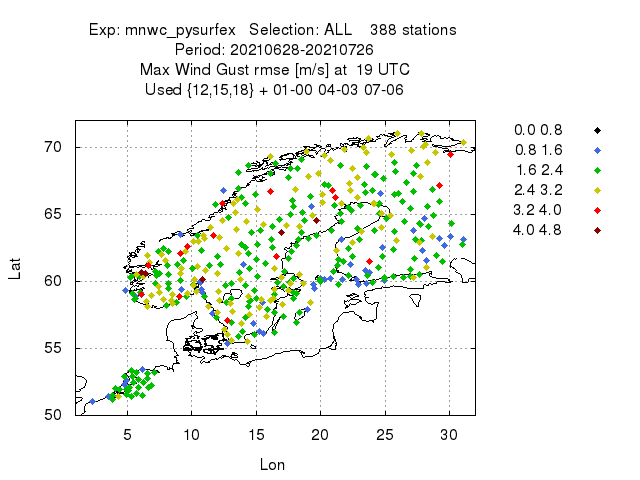 Exp: mnwc_pysurfex   Selection: ALL    388 stations
Period: 20210628-20210726
Max Wind Gust rmse [m/s] at  19 UTC
Used {12,15,18} + 01-00 04-03 07-06
0.0 0.8
0.8 1.6
1.6 2.4
2.4 3.2
3.2 4.0
4.0 4.8
70
65
60
55
50
Lat
5 10 15 20 25 30
Lon